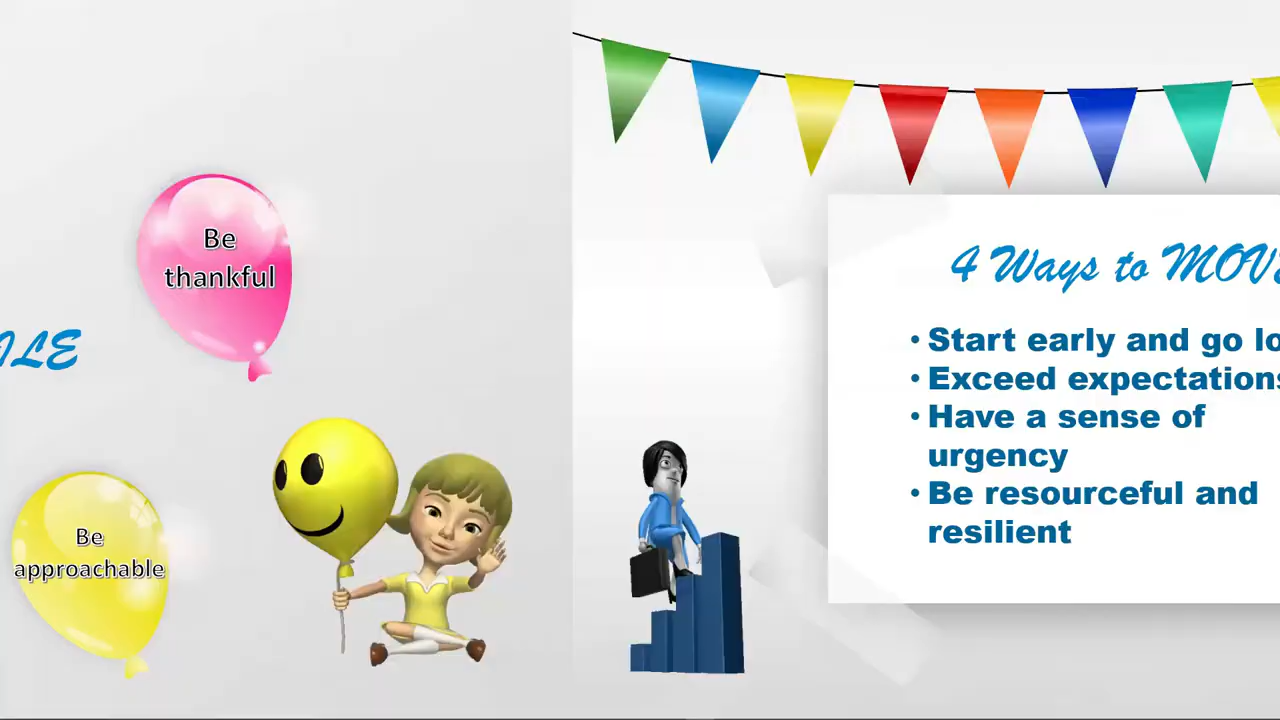 Be
thankful
ILE
Be
approachable
4 Ways to MOV
• Start early and go lo
• Exceed expectations
• Have a sense of
urgency
• Be resourceful and
resilient